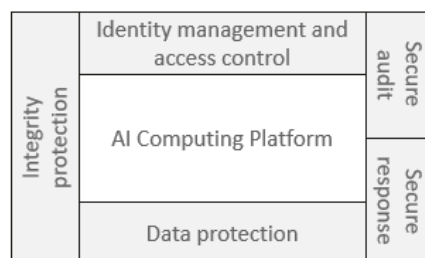 Integrity
protection
Identity management and
access control
AI Computing Platform
Data protection
Secure
audit
Secure
response